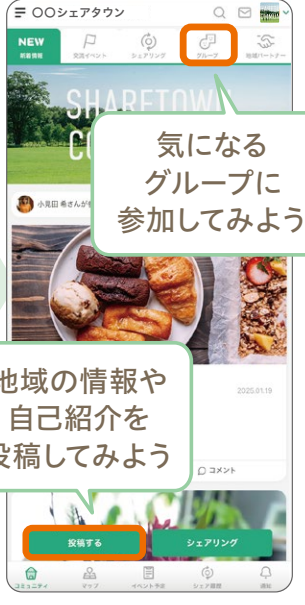 〇〇シェアタウン
NEW
新着情報
交流イベント
シェアリング
グループ
地域パートナー
SHARETOWN
気になる
グループに
参加してみよう
小見田 希さんが
地域の情報や
自己紹介を
投稿してみよう
2025.01.19
コメント
投稿する
シェアリング
コミュニティ
マップ
イベント予定
シェア履歴
通知